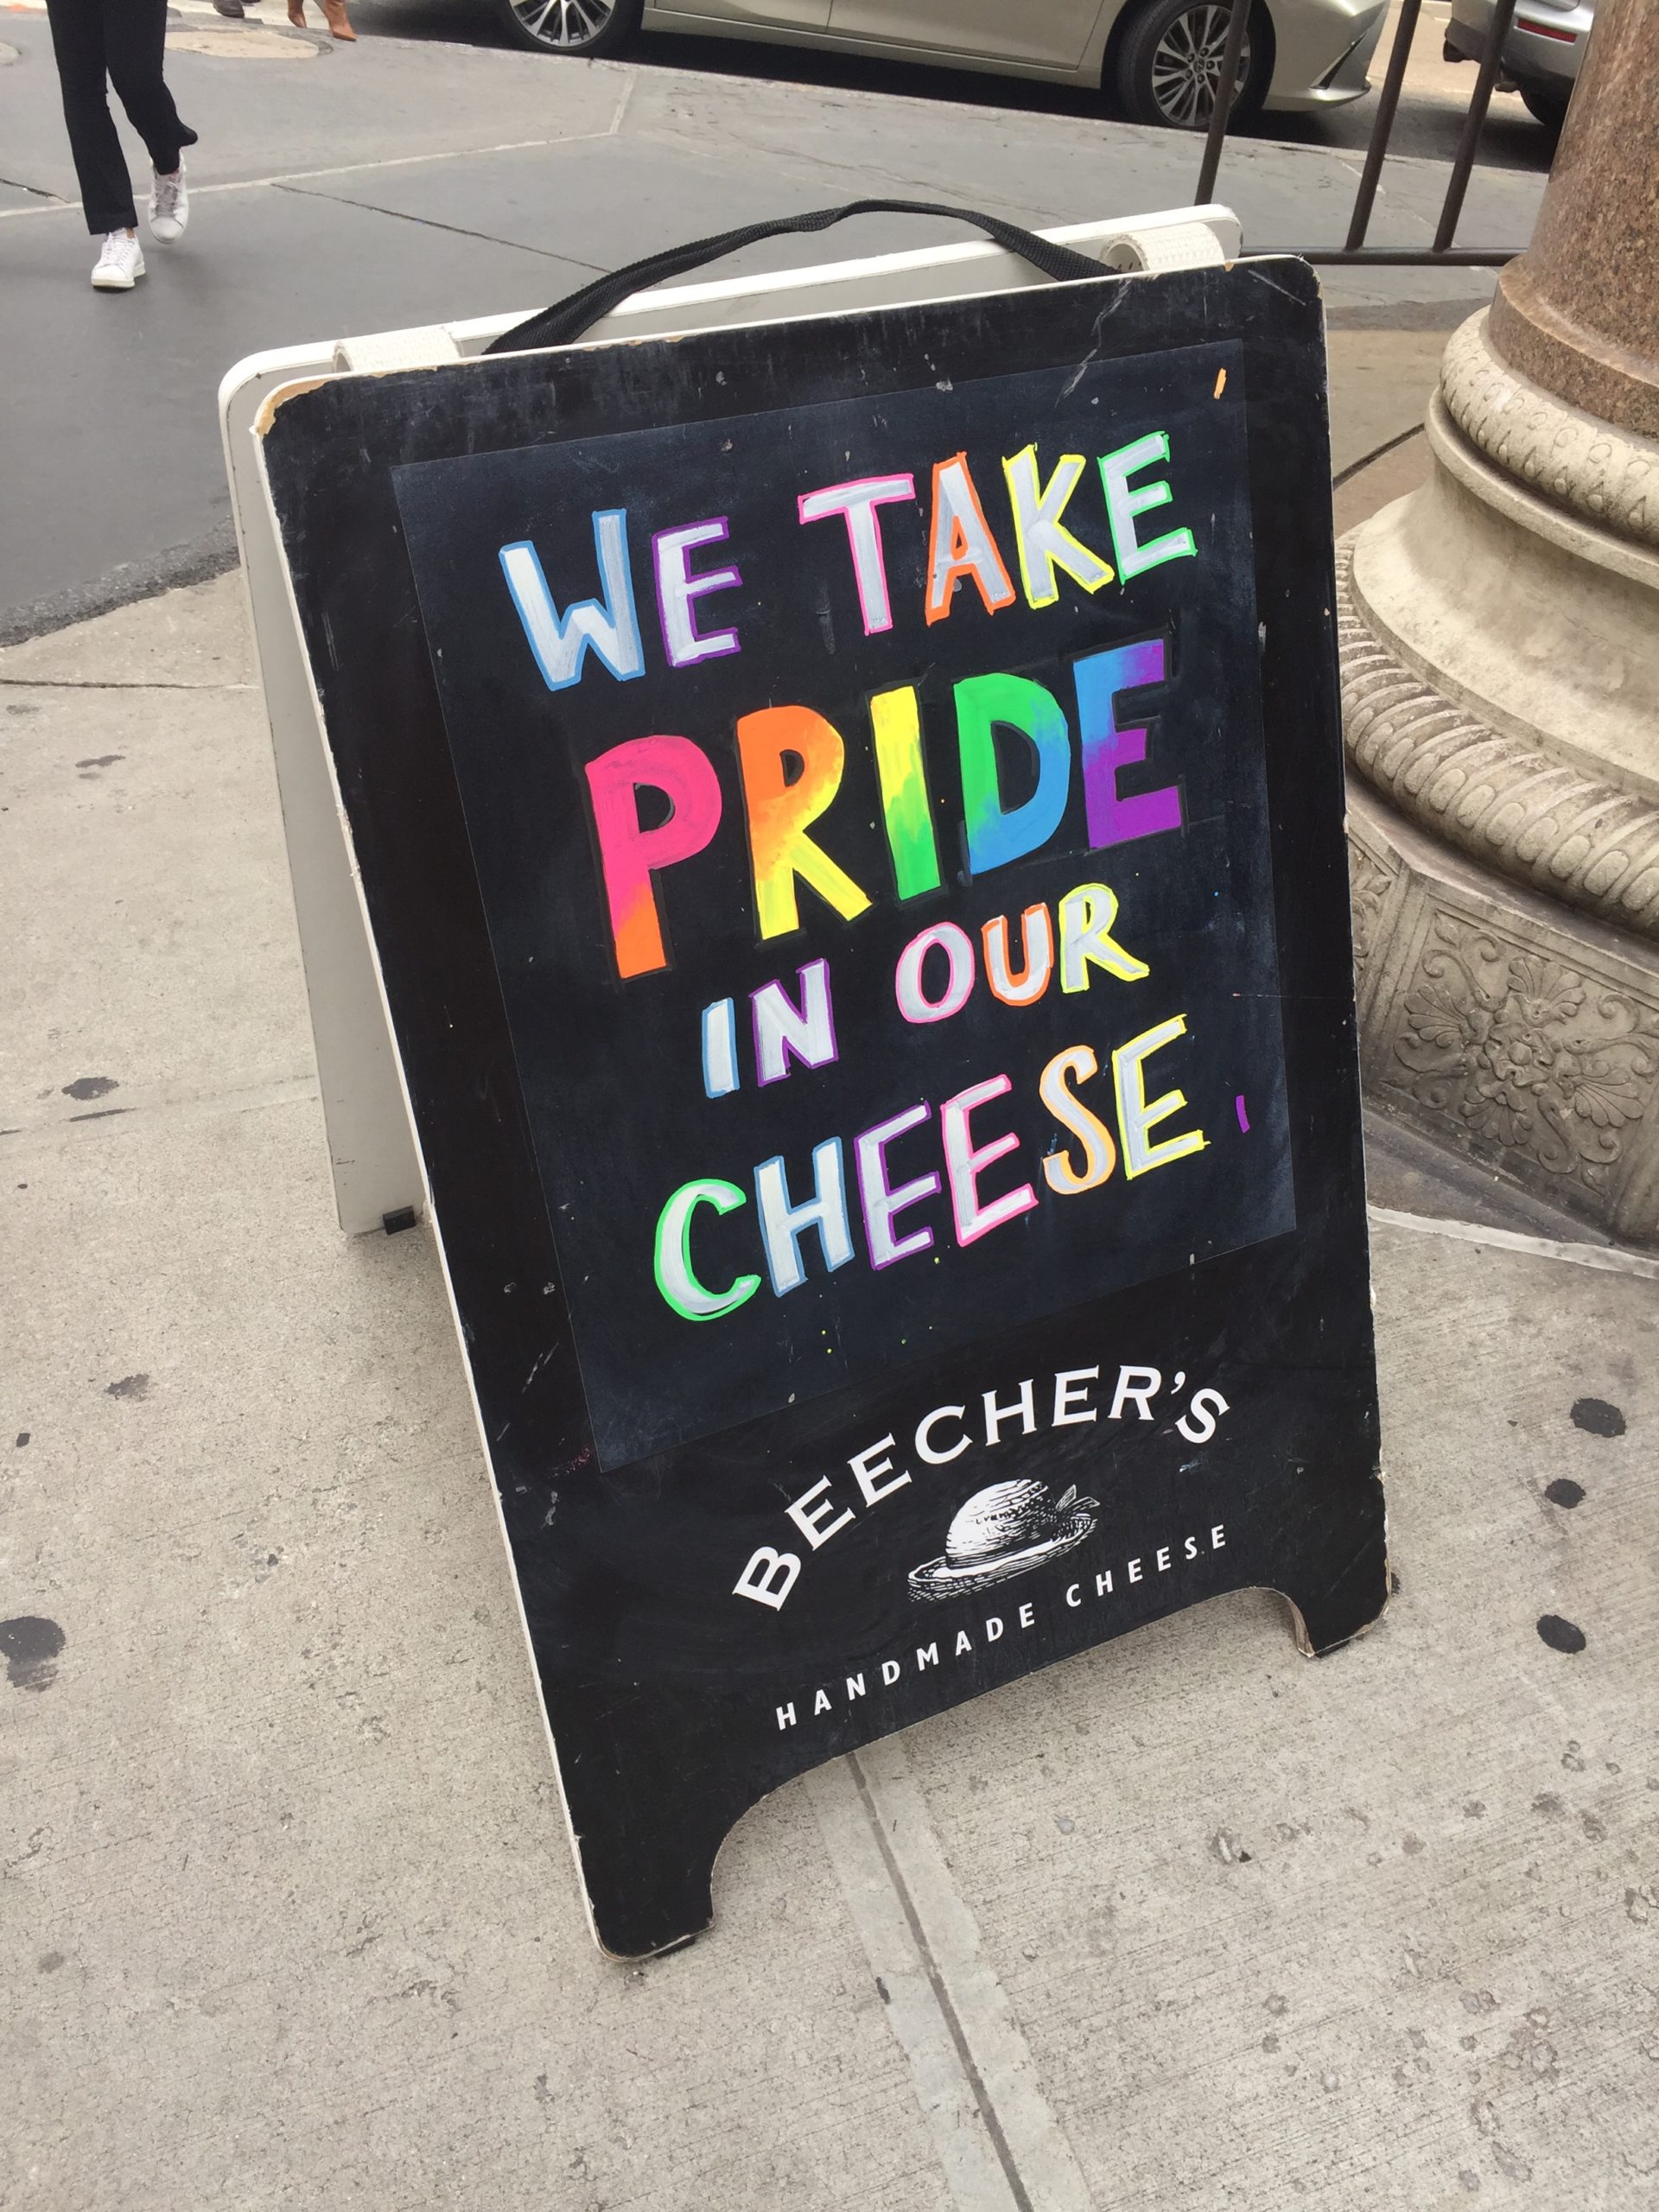 WE TAKE
PRIDE
IN OUR
CHEESE
BEECHER'S
HANDMADE CHEESE